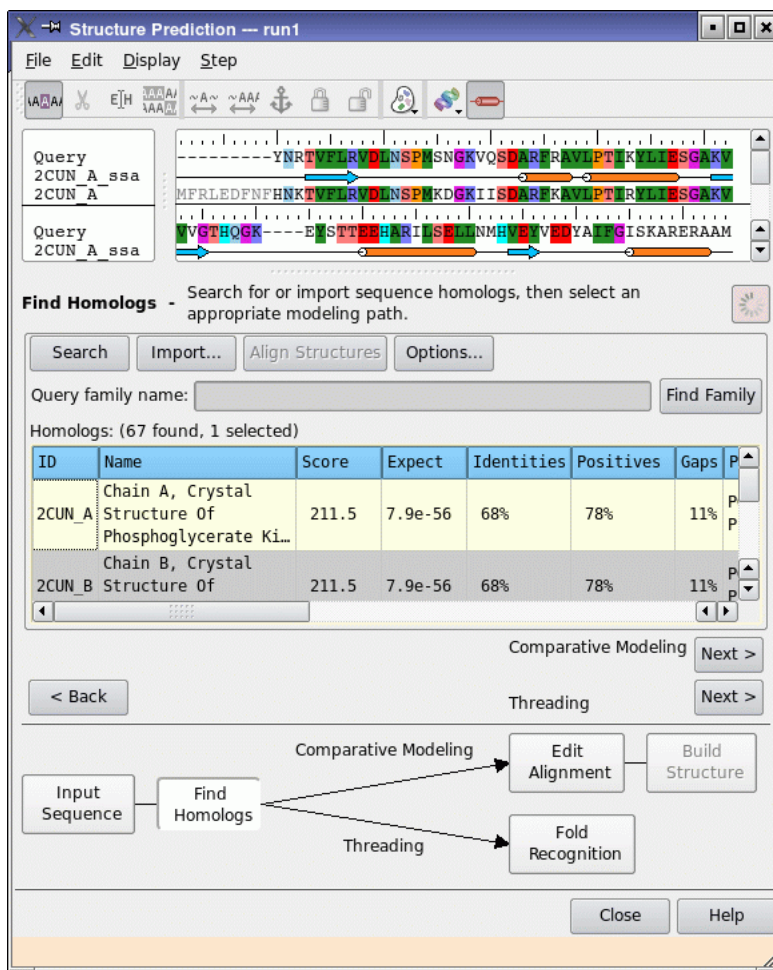 Structure Prediction --- run1
File Edit Display Step
Query ---------YNRTVFLRVDLNSPMSNGKVQSDARFRAVLPTIKYLIESGAKV
2CUN_A_ssa
2CUN_A MFRLEDFNFHNKTVFLRVDLNSPMKDGKIISDARFKAVLPTIRYLIESGAKV
Query VVGTHQGK----EYSTTEEHARILSELLNMHVEYVEDYAIFGISKARERAAM
2CUN_A_ssa
Find Homologs - Search for or import sequence homologs, then select an
appropriate modeling path.
Search Import... Align Structures Options...
Query family name: Find Family
Homologs: (67 found, 1 selected)
ID Name Score Expect Identities Positives Gaps P
2CUN_A Chain A, Crystal Structure Of Phosphoglycerate Ki... 211.5 7.9e-56 68% 78% 11% P P
2CUN_B Chain B, Crystal Structure Of 211.5 7.9e-56 68% 78% 11% P P
Comparative Modeling Next >
< Back Threading Next >
Comparative Modeling
Edit Alignment
Build Structure
Input Sequence
Find Homologs
Threading
Fold Recognition
Close Help